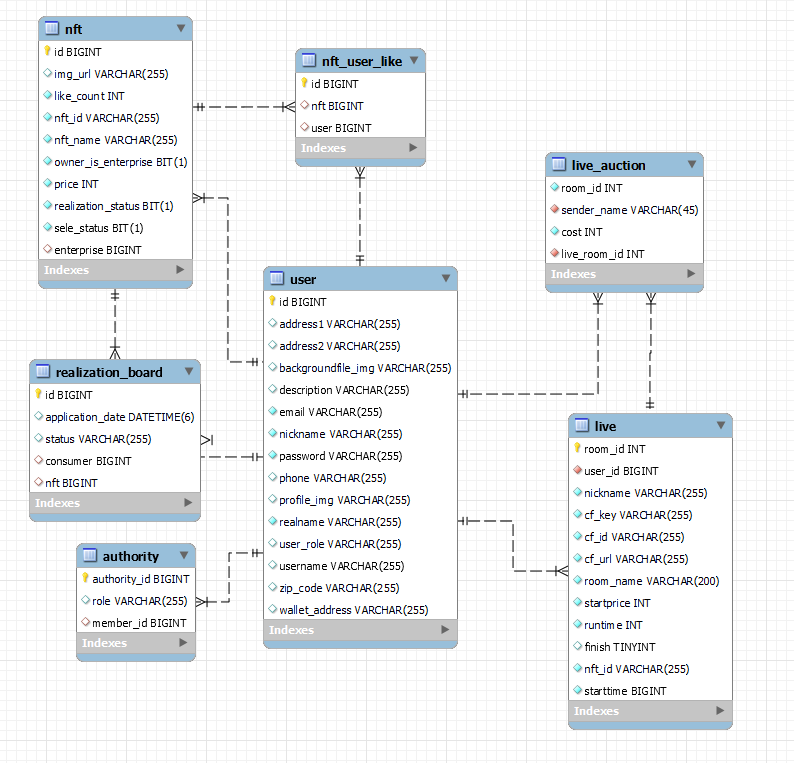 nft
id BIGINT
img_url VARCHAR(255)
like_count INT
nft_id VARCHAR(255)
nft_name VARCHAR(255)
owner_is_enterprise BIT(1)
price INT
realization_status BIT(1)
sele_status BIT(1)
enterprise BIGINT
Indexes
nft_user_like
id BIGINT
nft BIGINT
user BIGINT
Indexes
live_auction
room_id INT
sender_name VARCHAR(45)
cost INT
live_room_id INT
Indexes
user
id BIGINT
address1 VARCHAR(255)
address2 VARCHAR(255)
backgroundfile_img VARCHAR(255)
description VARCHAR(255)
email VARCHAR(255)
nickname VARCHAR(255)
password VARCHAR(255)
phone VARCHAR(255)
profile_img VARCHAR(255)
realname VARCHAR(255)
user_role VARCHAR(255)
username VARCHAR(255)
zip_code VARCHAR(255)
wallet_address VARCHAR(255)
Indexes
realization_board
id BIGINT
application_date DATETIME(6)
status VARCHAR(255)
consumer BIGINT
nft BIGINT
Indexes
authority
authority_id BIGINT
role VARCHAR(255)
member_id BIGINT
Indexes
live
room_id INT
user_id BIGINT
nickname VARCHAR(255)
cf_key VARCHAR(255)
cf_id VARCHAR(255)
cf_url VARCHAR(255)
room_name VARCHAR(200)
startprice INT
runtime INT
finish TINYINT
nft_id VARCHAR(255)
starttime BIGINT
Indexes